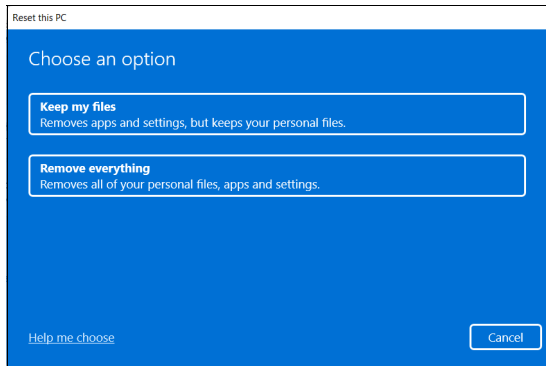 Reset this PC
Choose an option
Keep my files
Removes apps and settings, but keeps your personal files.
Remove everything
Removes all of your personal files, apps and settings.
Help me choose
Cancel